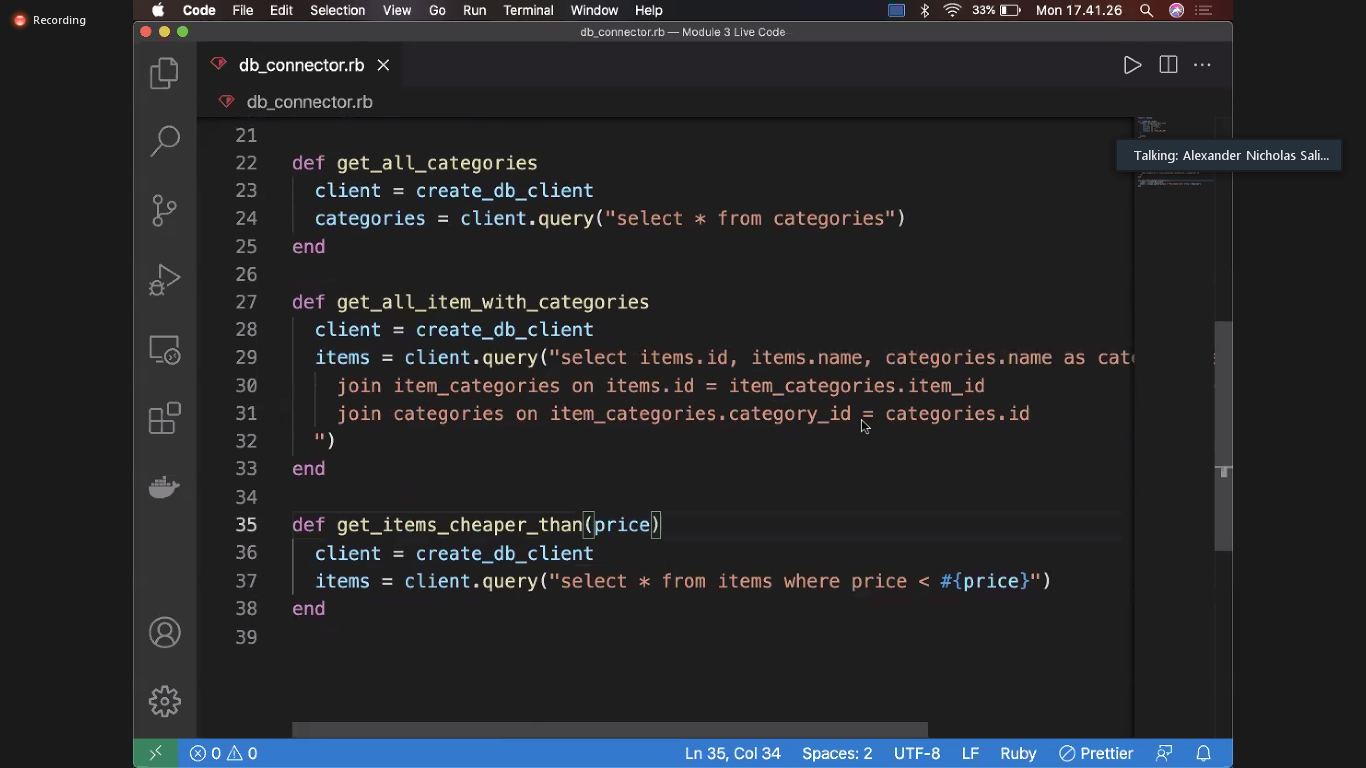 Recording
Code File Edit Selection View Go Run Terminal Window Help 33% Mon 17.41.26
db_connector.rb — Module 3 Live Code
db_connector.rb
db_connector.rb
Talking: Alexander Nicholas Sali...
21
22 def get_all_categories
23 client = create_db_client
24 categories = client.query("select * from categories")
25 end
26
27 def get_all_item_with_categories
28 client = create_db_client
29 items = client.query("select items.id, items.name, categories.name as cate
30 join item_categories on items.id = item_categories.item_id
31 join categories on item_categories.category_id = categories.id
32 ")
33 end
34
35 def get_items_cheaper_than(price)
36 client = create_db_client
37 items = client.query("select * from items where price < #{price}")
38 end
39
0 0 Ln 35, Col 34 Spaces: 2 UTF-8 LF Ruby Prettier